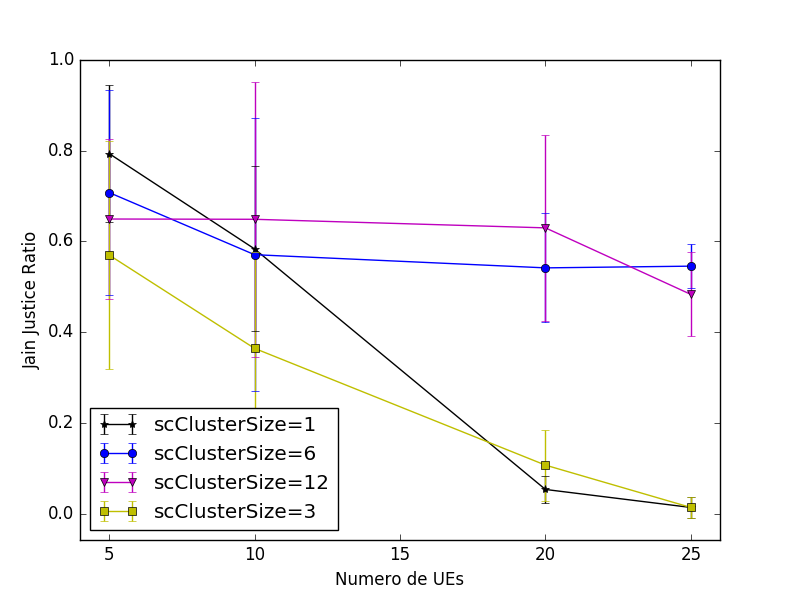 1.0
0.8
0.6
0.4
0.2
0.0
Jain Justice Ratio
scClusterSize=1
scClusterSize=6
scClusterSize=12
scClusterSize=3
5
10
15
20
25
Numero de UEs